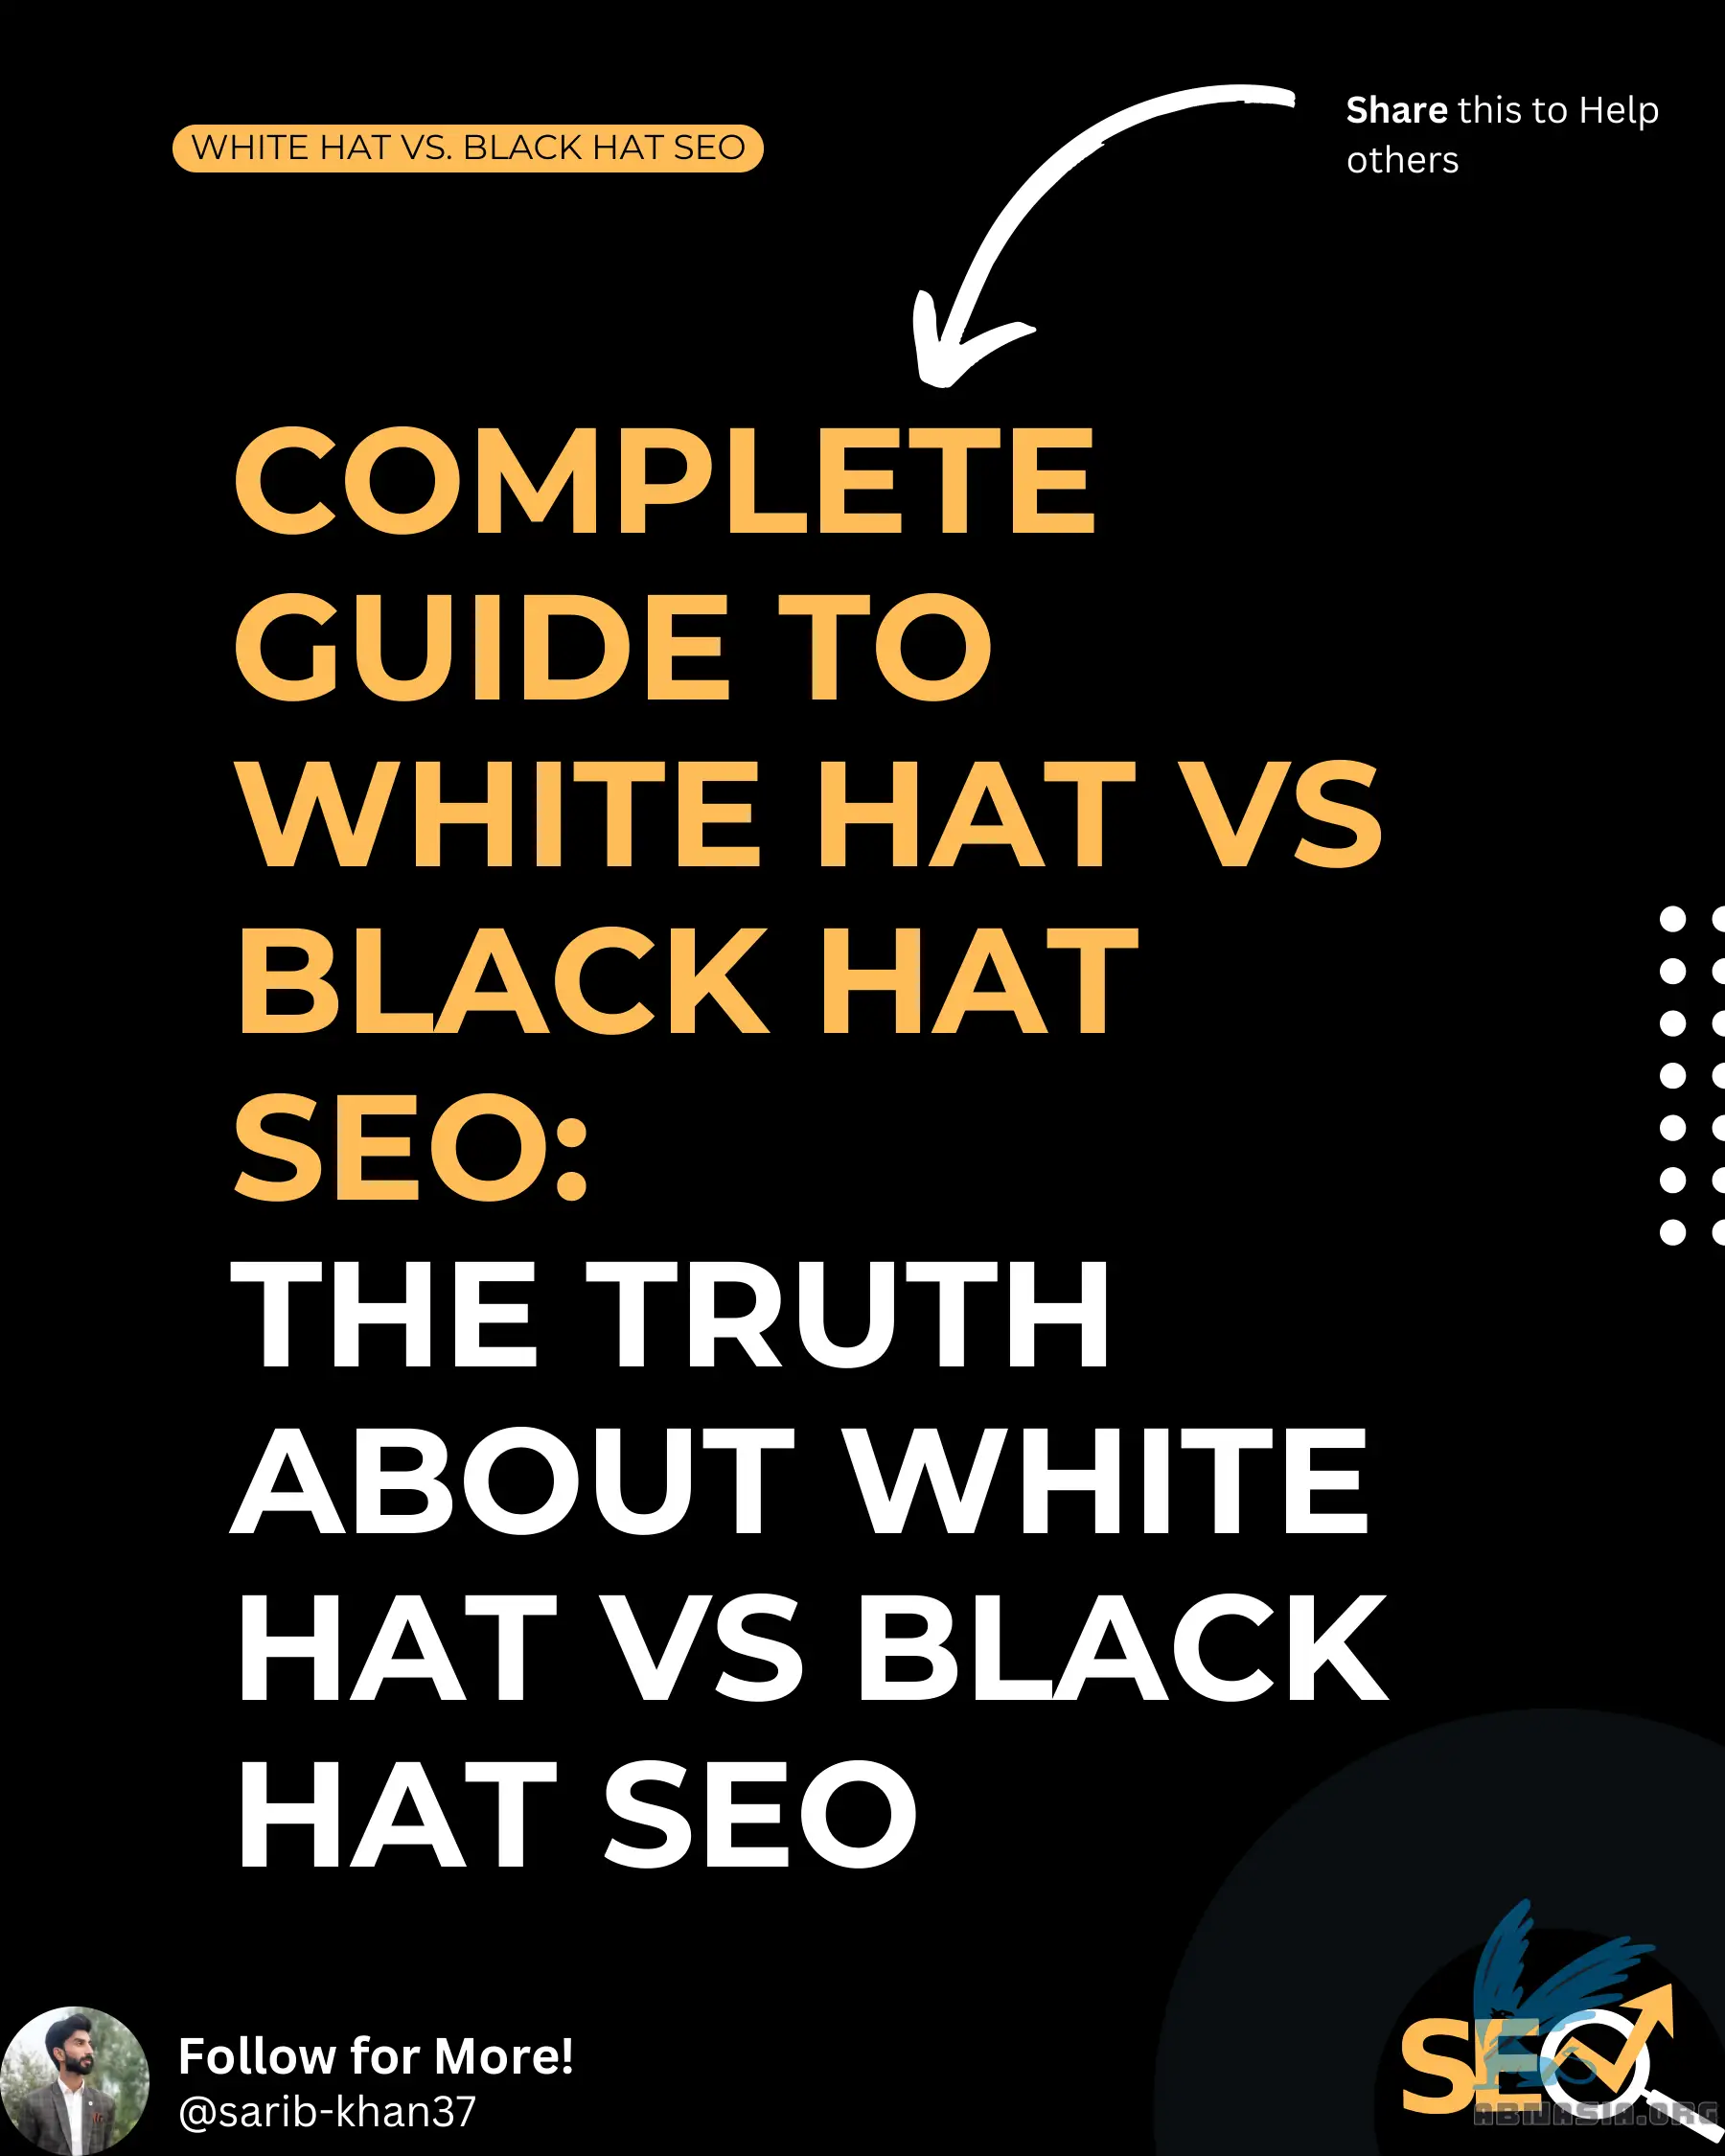 WHITE HAT VS. BLACK HAT SEO
Share this to Help
others
COMPLETE
GUIDE TO
WHITE HAT VS
BLACK HAT
SEO:
THE TRUTH
ABOUT WHITE
HAT VS BLACK
HAT SEO
Follow for More!
@sarib-khan37
SEO
ABTUASIA.ORG